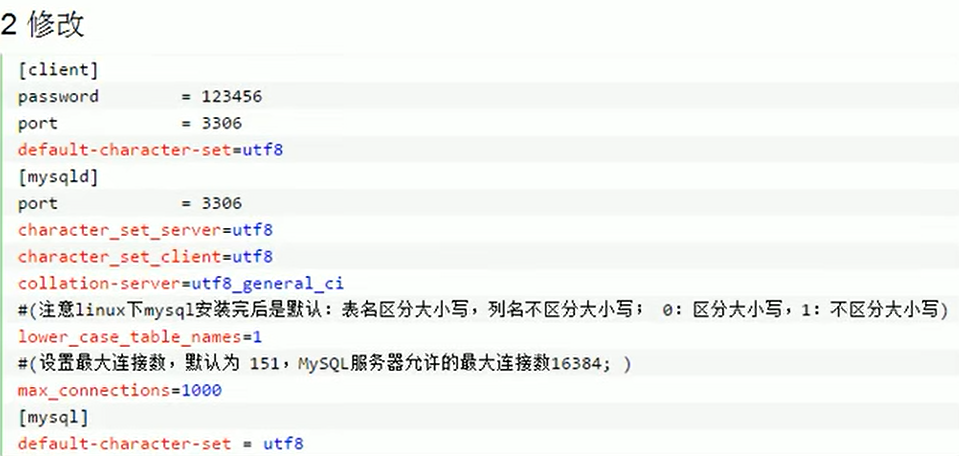 2 修改
[client]
password        = 123456
port            = 3306
default-character-set=utf8
[mysqld]
port            = 3306
character_set_server=utf8
character_set_client=utf8
collation-server=utf8_general_ci
#(注意linux下mysql安装完后是默认: 表名区分大小写，列名不区分大小写； 0: 区分大小写，1: 不区分大小写)
lower_case_table_names=1
#(设置最大连接数，默认为 151，MySQL服务器允许的最大连接数16384; )
max_connections=1000
[mysql]
default-character-set = utf8